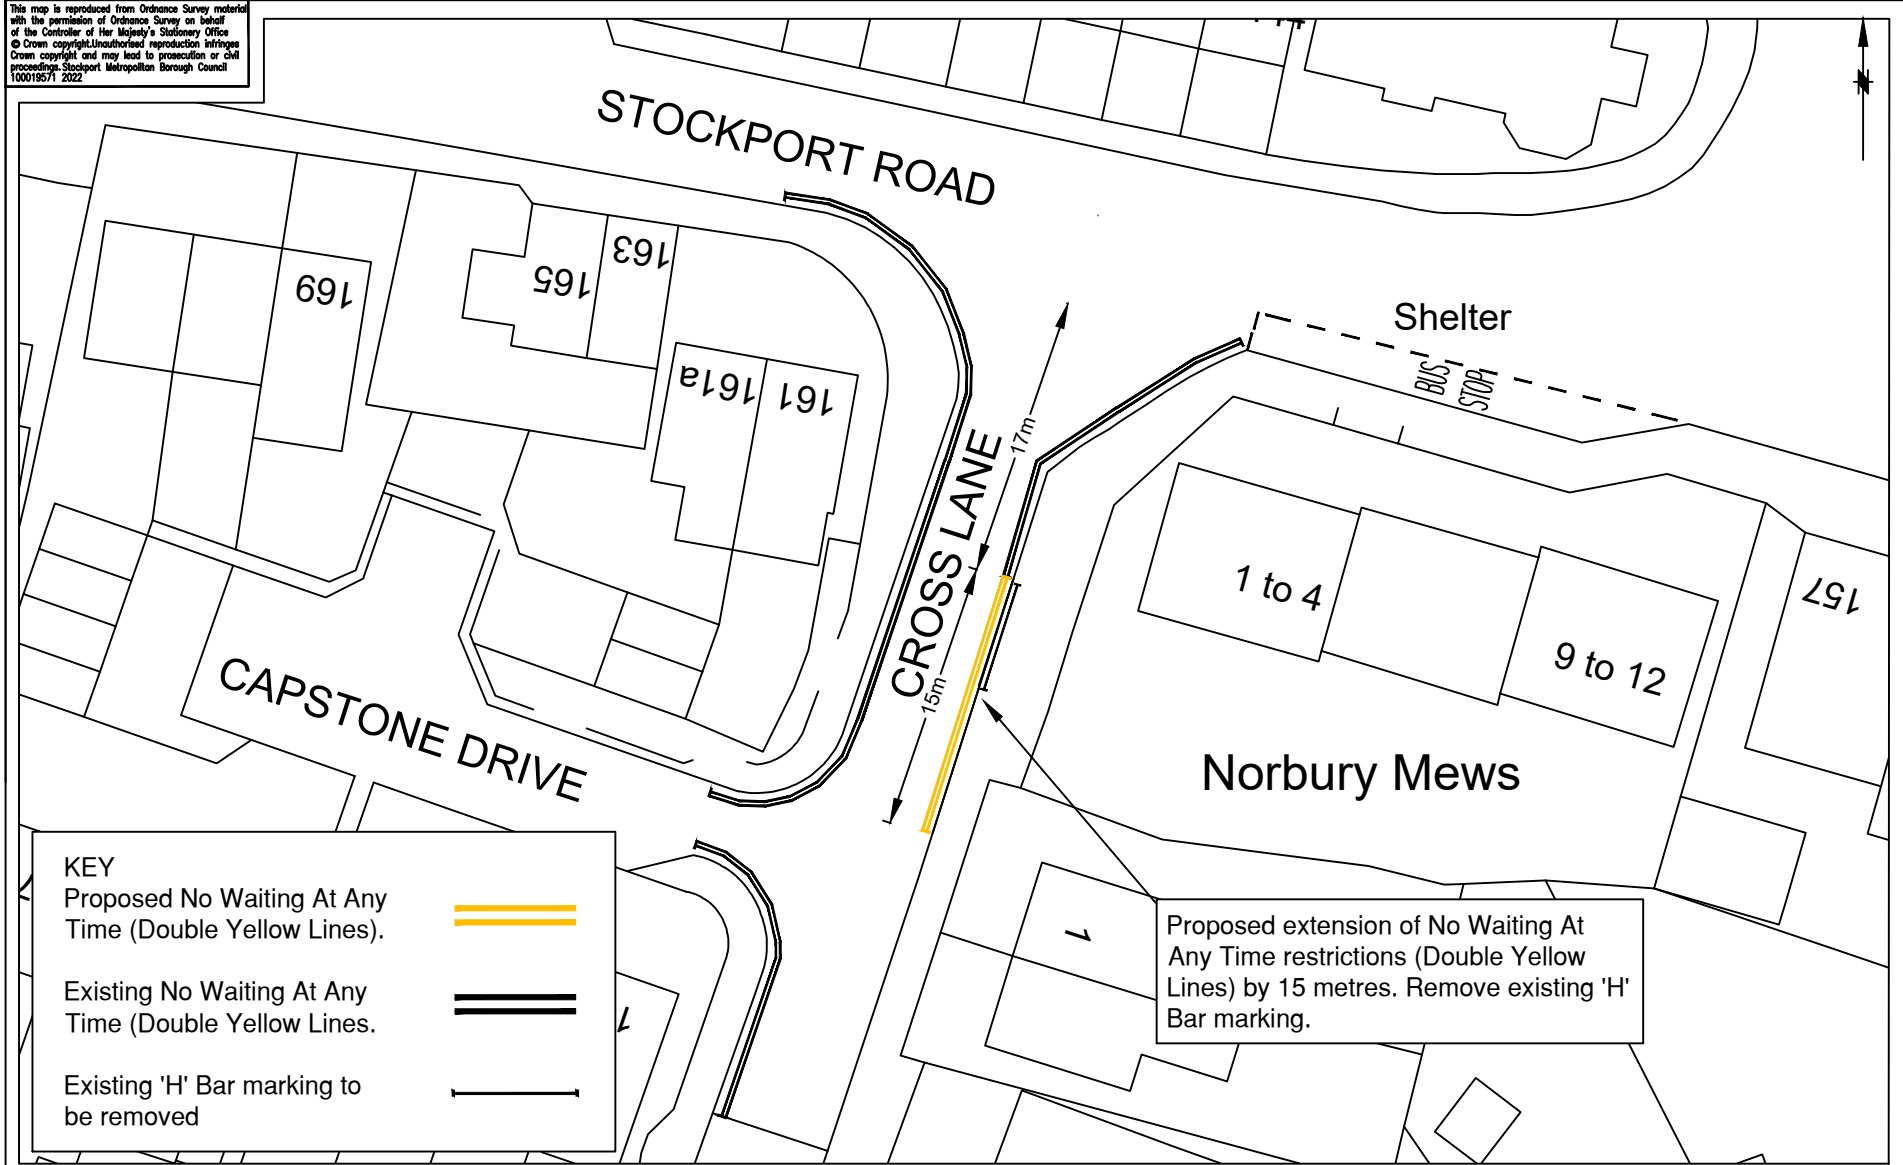 This map is reproduced from Ordnance Survey material
with the permission of Ordnance Survey on behalf
of the Controller of Her Majesty's Stationery Office
© Crown copyright.Unauthorised reproduction infringes
Crown copyright and may lead to prosecution or civil
proceedings.Stockport Metropolitan Borough Council
100019571 2022
STOCKPORT ROAD
169
165
163
161a
161
Shelter
BUS
STOP
17m
CROSS LANE
15m
1 to 4
9 to 12
157
CAPSTONE DRIVE
Norbury Mews
1
1
KEY
Proposed No Waiting At Any
Time (Double Yellow Lines).
Existing No Waiting At Any
Time (Double Yellow Lines.
Existing 'H' Bar marking to
be removed
Proposed extension of No Waiting At
Any Time restrictions (Double Yellow
Lines) by 15 metres. Remove existing 'H'
Bar marking.